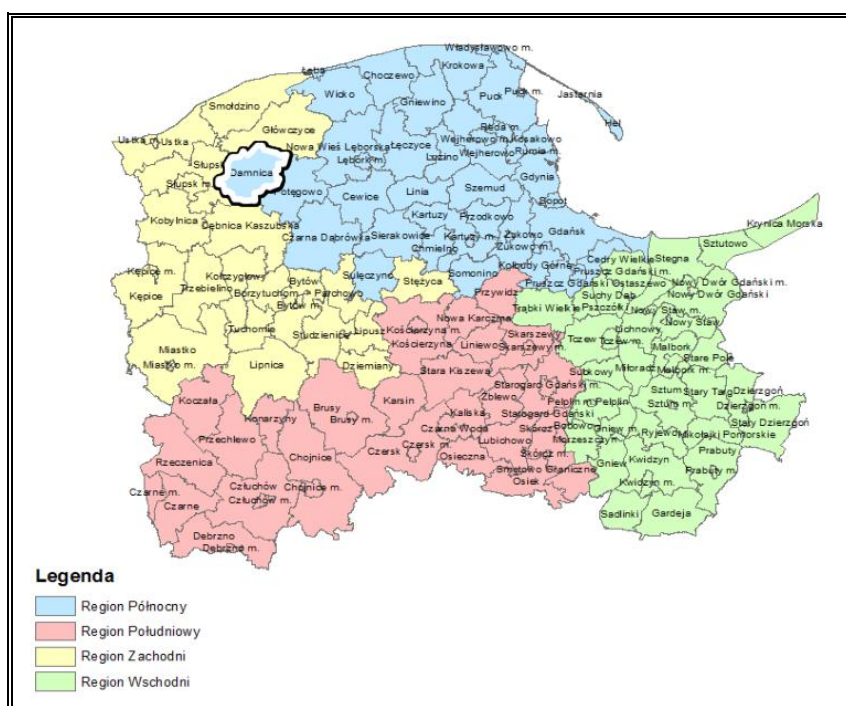 Władysławowo m.
Łeba
Choczewo
Krokowa
Wicko
Gniewino
Puck
Puck m.
Jastarnia
Hel
Smołdzino
Główczyce
Ustka m.
Ustka
Nowa Wieś Lęborska
Łęczyce
Reda m.
Wejherowo m.
Kosakowo
Rumia m.
Lębork m.
Luzino
Wejherowo
Słupsk
Damnica
Słupsk m.
Potęgowo
Cewice
Linia
Szemud
Gdynia
Sopot
Kobylnica
Dębnica Kaszubska
Kartuzy
Przodkowo
Czarna Dąbrówka
Sierakowice
Kartuzy m.
Żukowo
Żukowo m.
Gdańsk
Chmielno
Krynica Morska
Kępice m.
Kępice
Kołczygłowy
Trzebielino
Borzytuchom
Bytów
Bytów m.
Parchowo
Sulęczyno
Stężyca
Somonino
Kolbudy Górne
Cedry Wielkie
Stegna
Sztutowo
Pruszcz Gdański m.
Pruszcz Gdański
Ostaszewo
Nowy Dwór Gdański m.
Nowy Dwór Gdański
Przywidz
Trąbki Wielkie
Suchy Dąb
Pszczółki
Nowy Staw m.
Nowy Staw
Lichnowy
Tuchomie
Studzienice
Lipusz
Nowa Karczma
Kościerzyna m.
Kościerzyna
Liniewo
Skarszewy
Skarszewy m.
Tczew
Tczew m.
Malbork
Malbork m.
Stare Pole
Miastko
Miastko m.
Lipnica
Dziemiany
Stara Kiszewa
Subkowy
Miłoradz
Starogard Gdański m.
Starogard Gdański
Sztum
Sztum m.
Stary Targ
Dzierzgoń
Dzierzgoń m.
Stary Dzierzgoń
Koczała
Konarzyny
Brusy
Brusy m.
Karsin
Kaliska
Zblewo
Pelplin m.
Pelplin
Bobowo
Gniew m.
Gniew
Ryjewo
Mikołajki Pomorskie
Przechlewo
Chojnice
Chojnice m.
Czersk
Czersk m.
Czarna Woda
Lubichowo
Osieczna
Skórcz
Skórcz m.
Morzeszczyn
Kwidzyn
Kwidzyn m.
Prabuty
Prabuty m.
Rzeczenica
Człuchów
Człuchów m.
Smętowo Graniczne
Osiek
Czarne m.
Czarne
Sadlinki
Gardeja
Debrzno
Debrzno m.
Legenda
Region Północny
Region Południowy
Region Zachodni
Region Wschodni